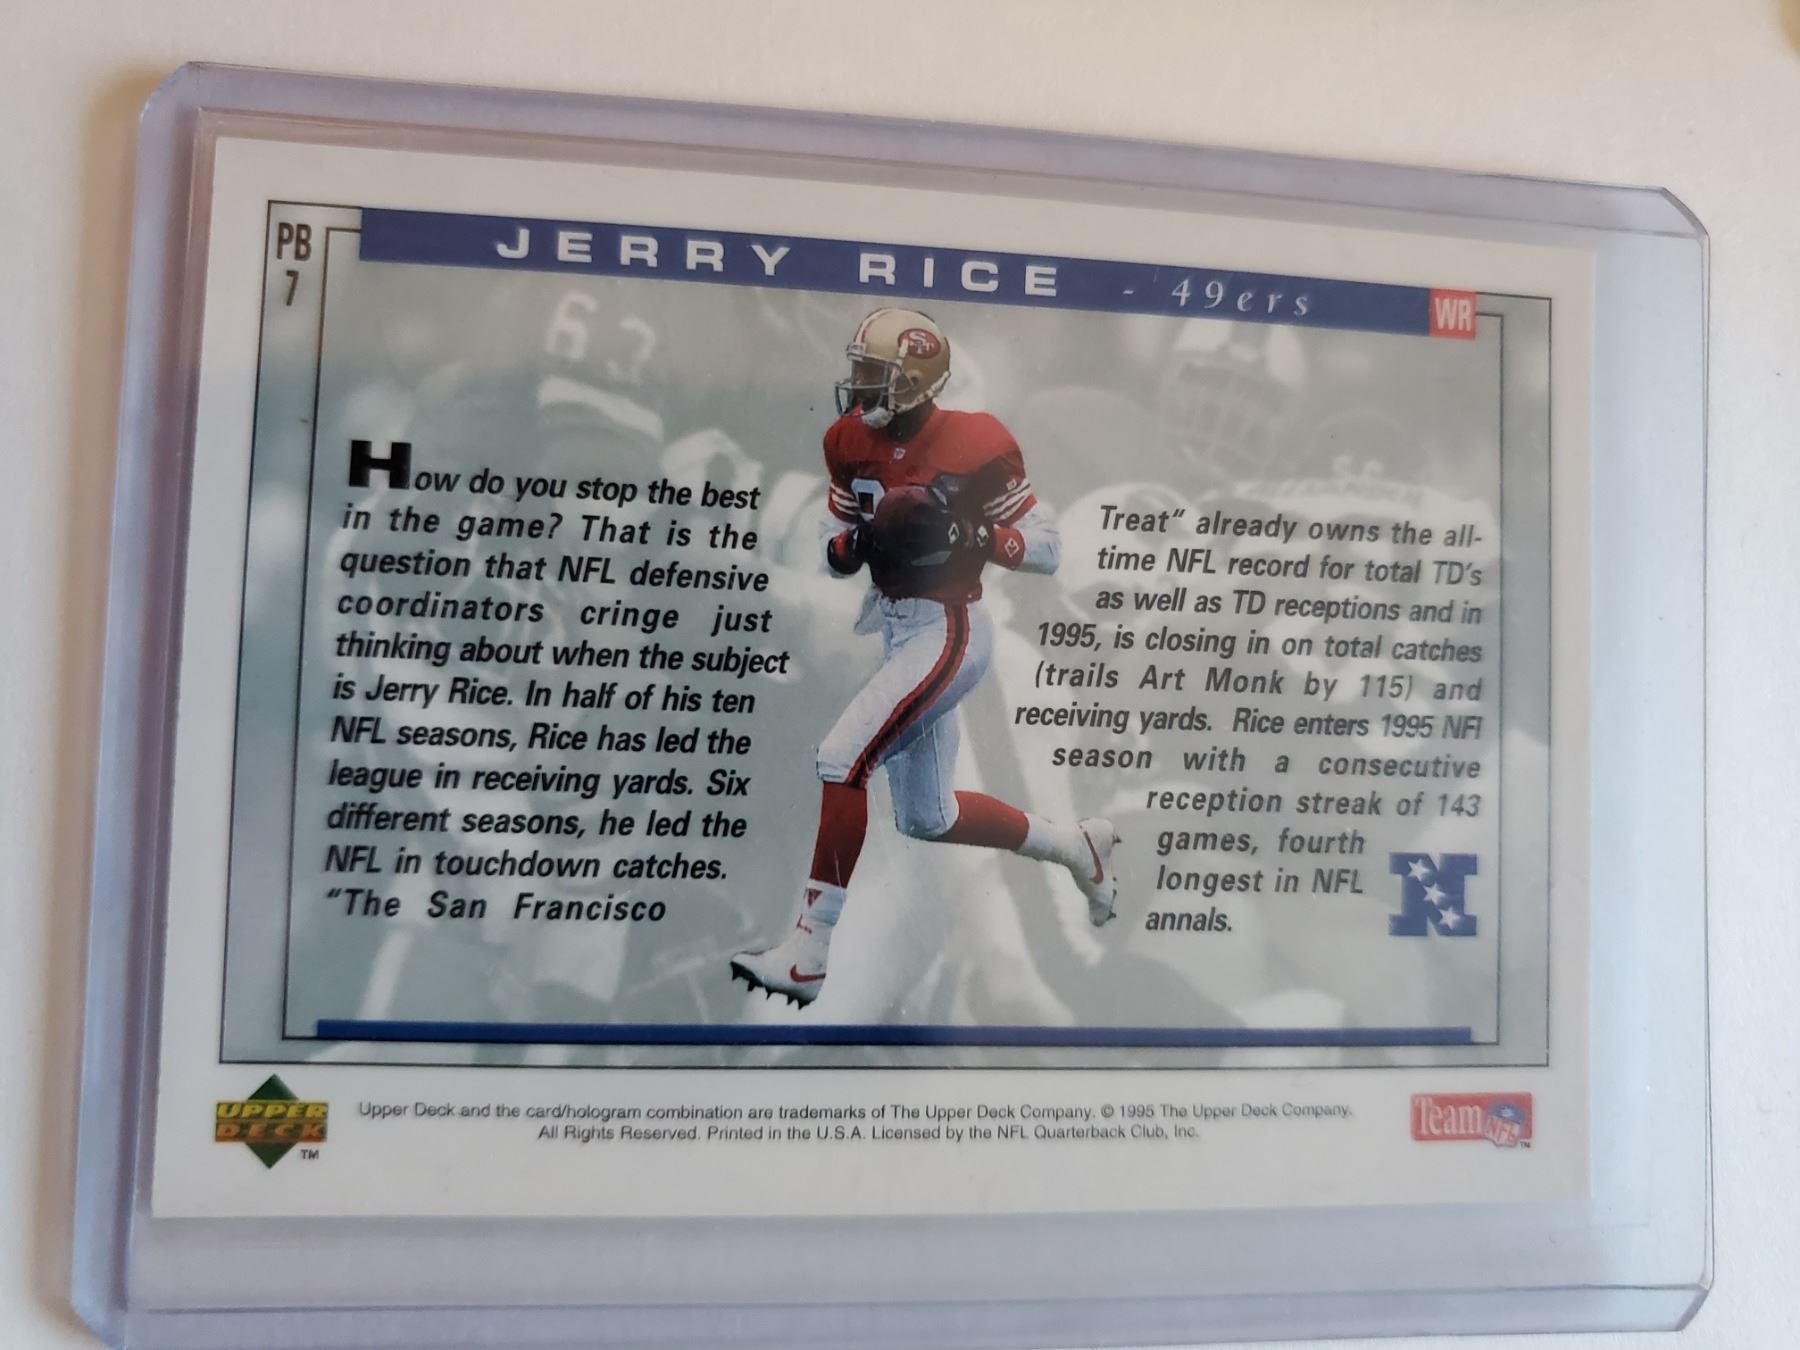 PB
7
JERRY RICE - 49ers
WR
How do you stop the best
in the game? That is the
question that NFL defensive
coordinators cringe just
thinking about when the subject
is Jerry Rice. In half of his ten
NFL seasons, Rice has led the
league in receiving yards. Six
different seasons, he led the
NFL in touchdown catches.
"The San Francisco
Treat" already owns the all-
time NFL record for total TD's
as well as TD receptions and in
1995, is closing in on total catches
(trails Art Monk by 115) and
receiving yards. Rice enters 1995 NFL
season with a consecutive
reception streak of 143
games, fourth
longest in NFL
annals.
N
63
UPPER
DECK
TM
Upper Deck and the card/hologram combination are trademarks of The Upper Deck Company. © 1995 The Upper Deck Company.
All Rights Reserved. Printed in the U.S.A. Licensed by the NFL Quarterback Club, Inc.
Team NFL